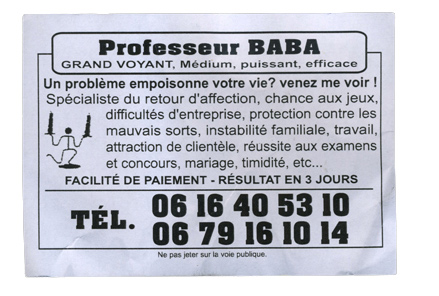 Professeur BABA
GRAND VOYANT, Médium, puissant, efficace
Un problème empoisonne votre vie? venez me voir !
Spécialiste du retour d'affection, chance aux jeux,
difficultés d'entreprise, protection contre les
mauvais sorts, instabilité familiale, travail,
attraction de clientèle, réussite aux examens
et concours, mariage, timidité, etc...
FACILITÉ DE PAIEMENT - RÉSULTAT EN 3 JOURS
TÉL. 06 16 40 53 10
06 79 16 10 14
Ne pas jeter sur la voie publique.